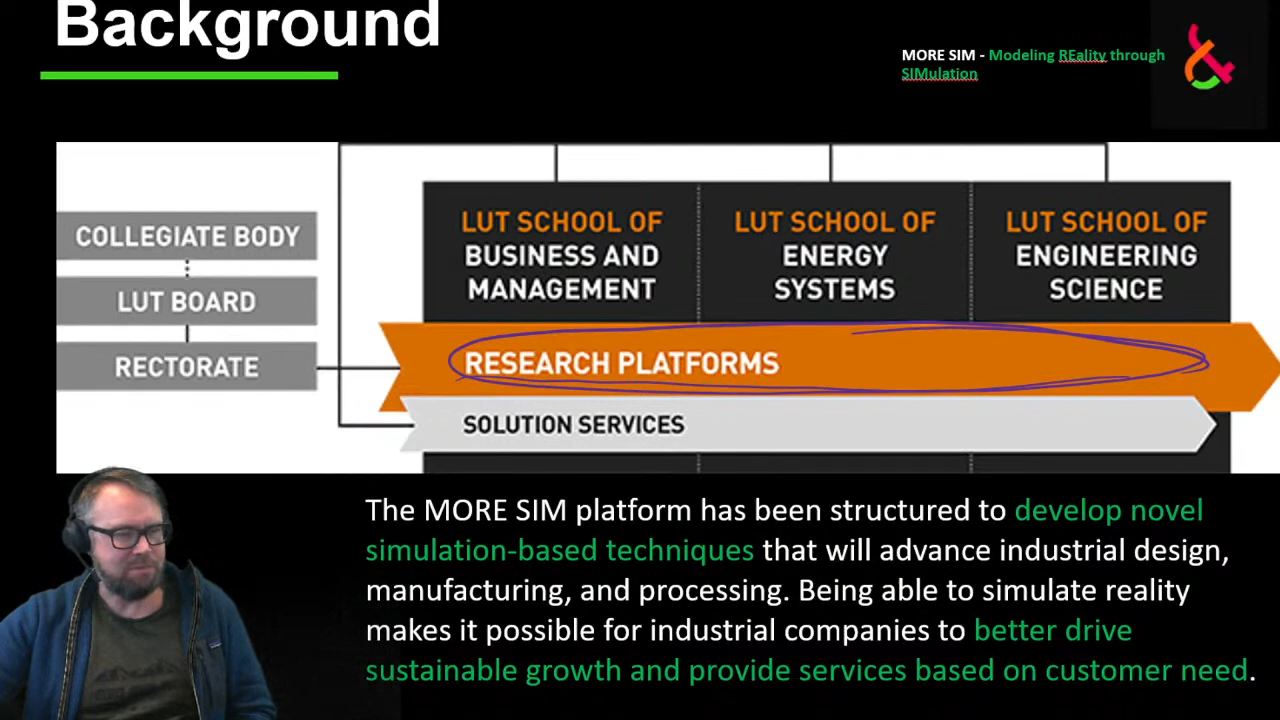 Background
MORE SIM - Modeling REality through
SIMulation
COLLEGIATE BODY
LUT BOARD
RECTORATE
LUT SCHOOL OF
BUSINESS AND
MANAGEMENT
LUT SCHOOL OF
ENERGY
SYSTEMS
LUT SCHOOL OF
ENGINEERING
SCIENCE
RESEARCH PLATFORMS
SOLUTION SERVICES
The MORE SIM platform has been structured to develop novel
simulation-based techniques that will advance industrial design,
manufacturing, and processing. Being able to simulate reality
makes it possible for industrial companies to better drive
sustainable growth and provide services based on customer need.